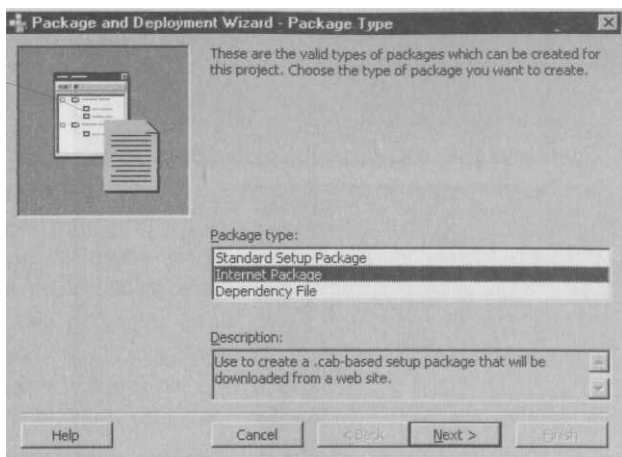 Package and Deployment Wizard - Package Type
These are the valid types of packages which can be created for
this project. Choose the type of package you want to create.
Package type:
Standard Setup Package
Internet Package
Dependency File
Description:
Use to create a .cab-based setup package that will be
downloaded from a web site.
Help
Cancel
< Back
Next >
Finish